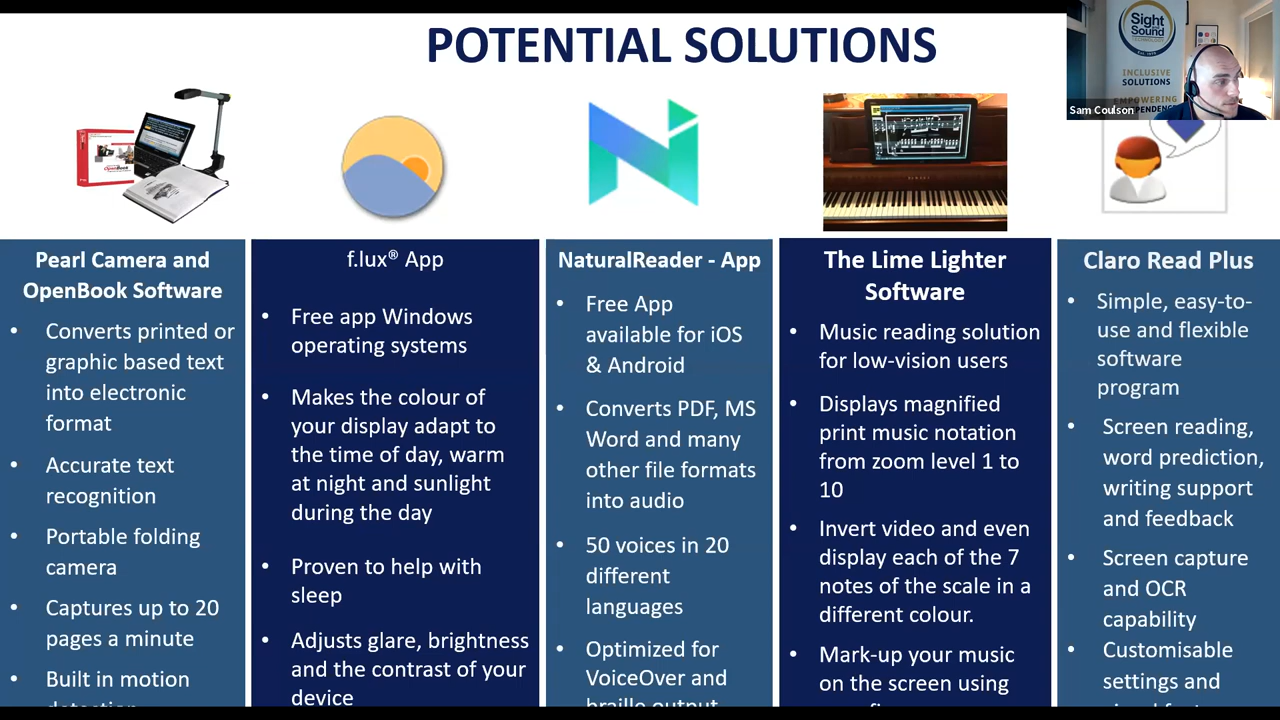 POTENTIAL SOLUTIONS
Sight
Sound
INCLUSIVE
SOLUTIONS
EMPOWERING
Sam Coulson
OpenBook
Pearl Camera and
OpenBook Software
• Converts printed or
graphic based text
into electronic
format
• Accurate text
recognition
• Portable folding
camera
• Captures up to 20
pages a minute
• Built in motion
detection
f.lux® App
• Free app Windows
operating systems
• Makes the colour of
your display adapt to
the time of day, warm
at night and sunlight
during the day
• Proven to help with
sleep
• Adjusts glare, brightness
and the contrast of your
device
NaturalReader - App
• Free App
available for iOS
& Android
• Converts PDF, MS
Word and many
other file formats
into audio
• 50 voices in 20
different
languages
• Optimized for
VoiceOver and
braille output
The Lime Lighter
Software
• Music reading solution
for low-vision users
• Displays magnified
print music notation
from zoom level 1 to
10
• Invert video and even
display each of the 7
notes of the scale in a
different colour.
• Mark-up your music
on the screen using
Claro Read Plus
• Simple, easy-to-
use and flexible
software
program
• Screen reading,
word prediction,
writing support
and feedback
• Screen capture
and OCR
capability
• Customisable
settings and